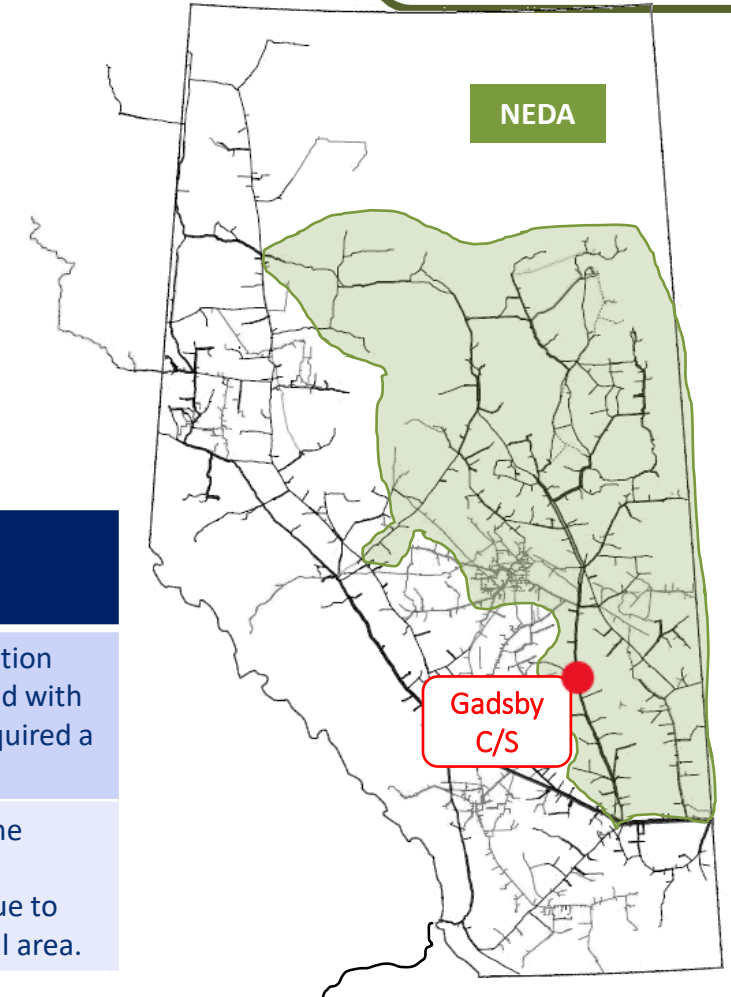 NEDA
Gadsby
C/S
tion
d with
quired a
ne
ue to
l area.